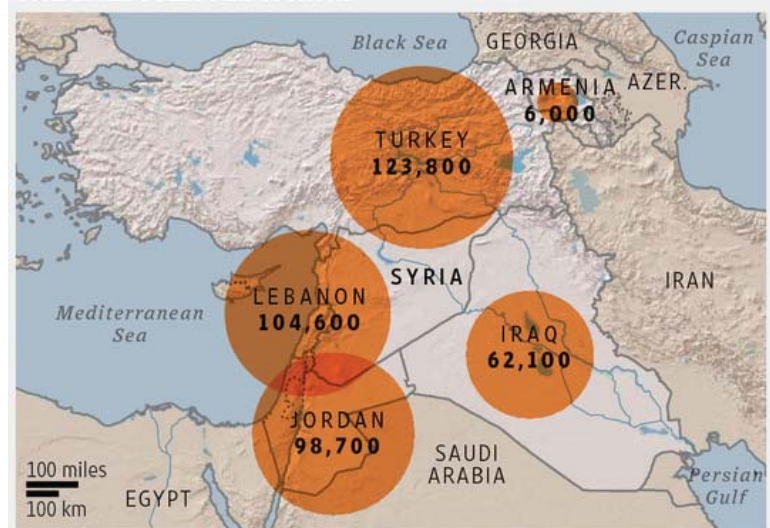 Black Sea
GEORGIA
Caspian
Sea
ARMENIA
6,000
AZER.
TURKEY
123,800
SYRIA
IRAN
LEBANON
104,600
Mediterranean
Sea
IRAQ
62,100
JORDAN
98,700
SAUDI
ARABIA
100 miles
100 km
EGYPT
Persian
Gulf